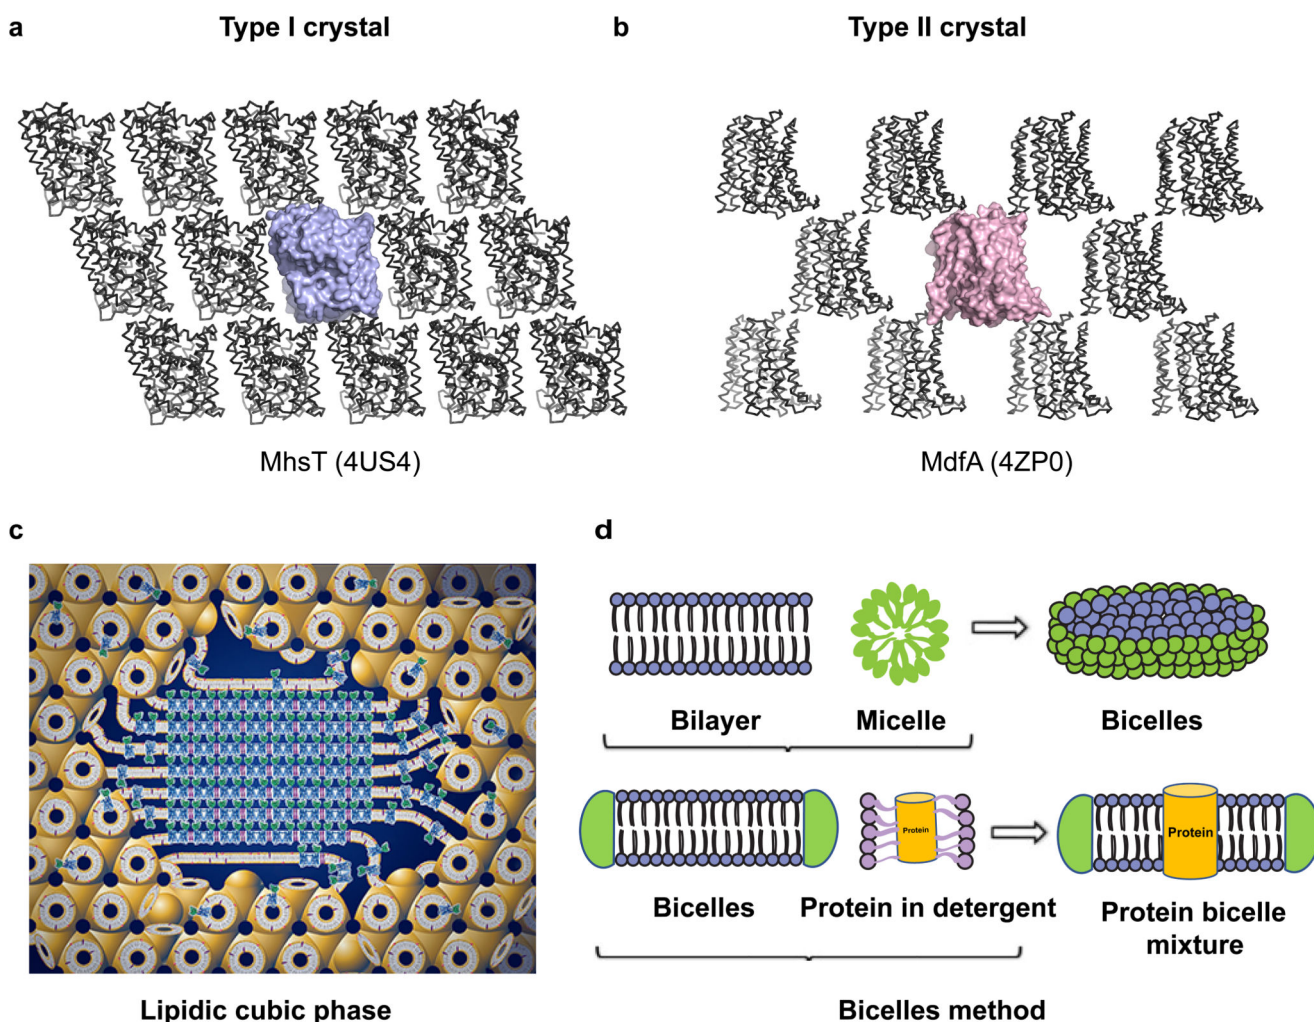 a
Type I crystal
b
Type II crystal
MhsT (4US4)
MdfA (4ZP0)
c
d
Bilayer
Micelle
Bicelles
Protein
Protein
Bicelles
Protein in detergent
Protein bicelle
mixture
Lipidic cubic phase
Bicelles method